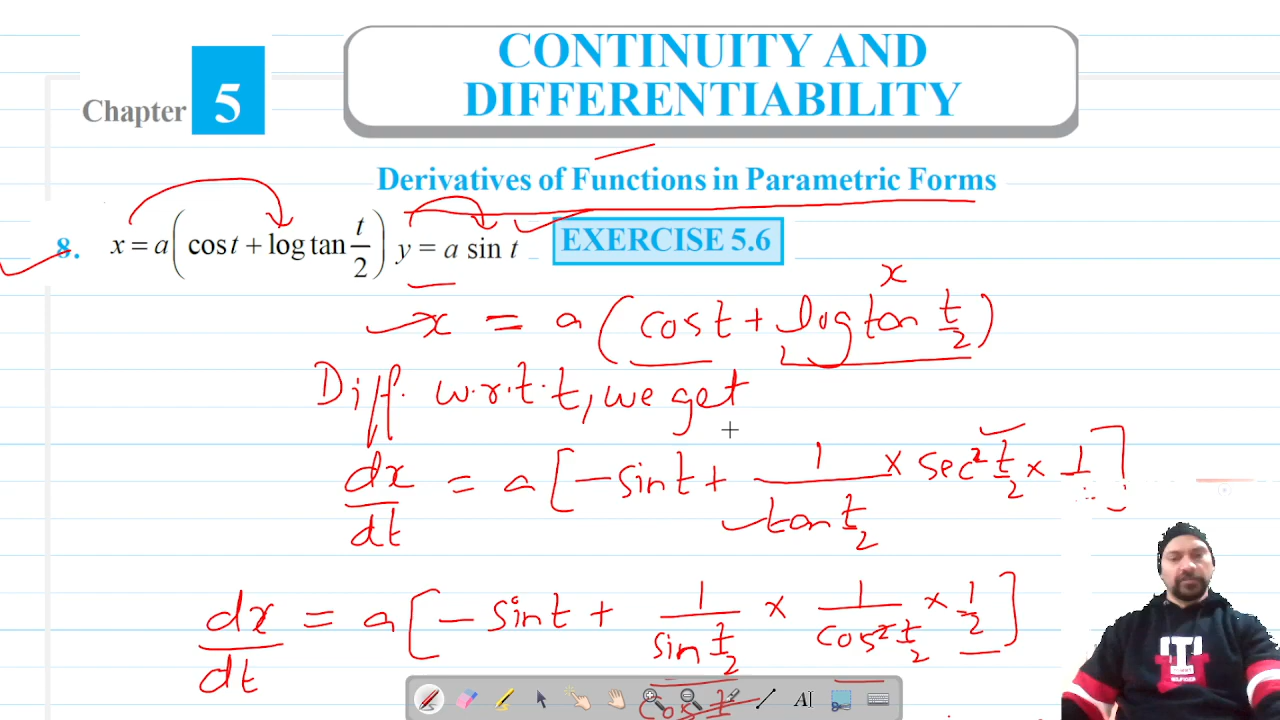 Chapter 5
CONTINUITY AND
DIFFERENTIABILITY
Derivatives of Functions in Parametric Forms
8. x = a(cos t + log tan t/2) y = a sin t
EXERCISE 5.6
x
x = a (cos t + log tan t/2)
Diff. w.r.t. t, we get
dx/dt = a[-sin t + 1/tan t/2 × sec² t/2 × 1
dx/dt = a[- sin t + 1/(sin t/2 / cos t × 1/cos² t/2 × 1/2]
AI
T
HILFIGER